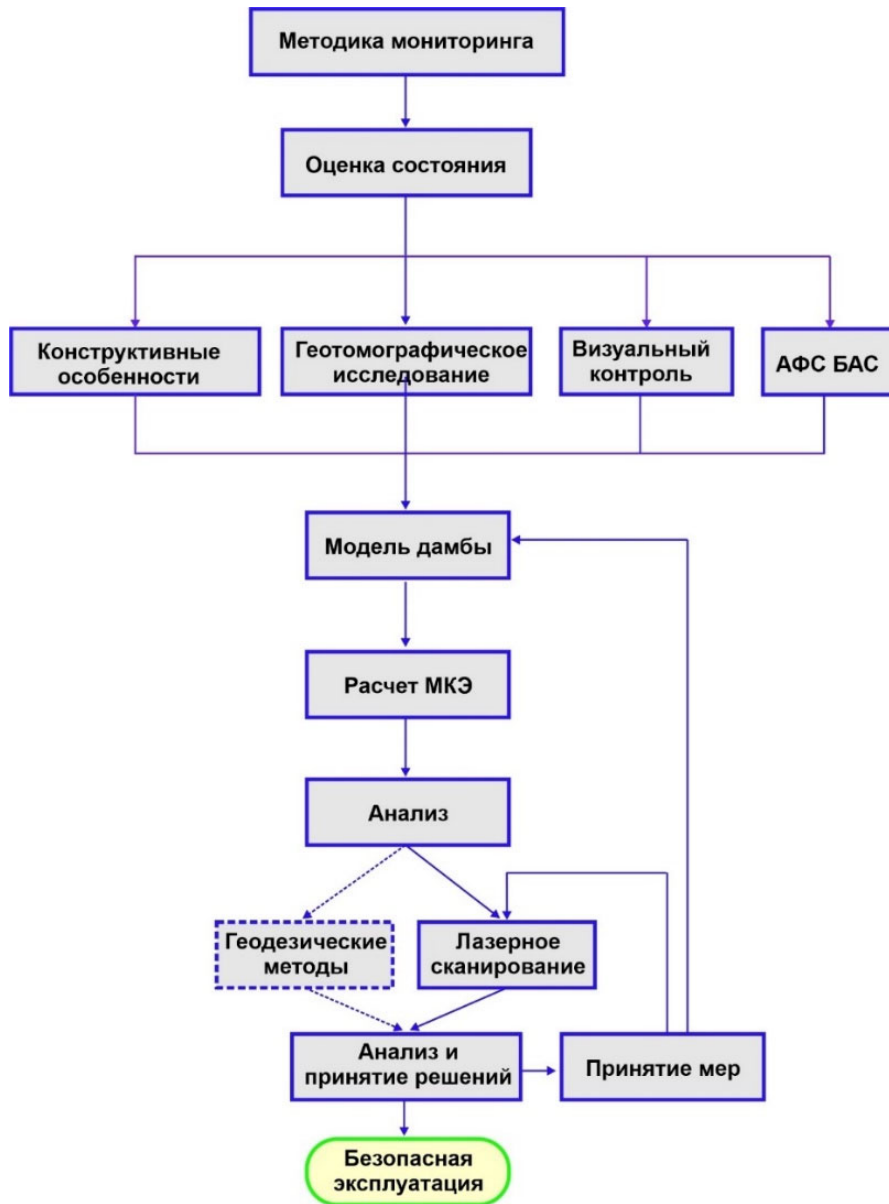 Методика мониторинга
Оценка состояния
Конструктивные
особенности
Геотомографическое
исследование
Визуальный
контроль
АФС БАС
Модель дамбы
Расчет МКЭ
Анализ
Геодезические
методы
Лазерное
сканирование
Анализ и
принятие решений
Принятие мер
Безопасная
эксплуатация